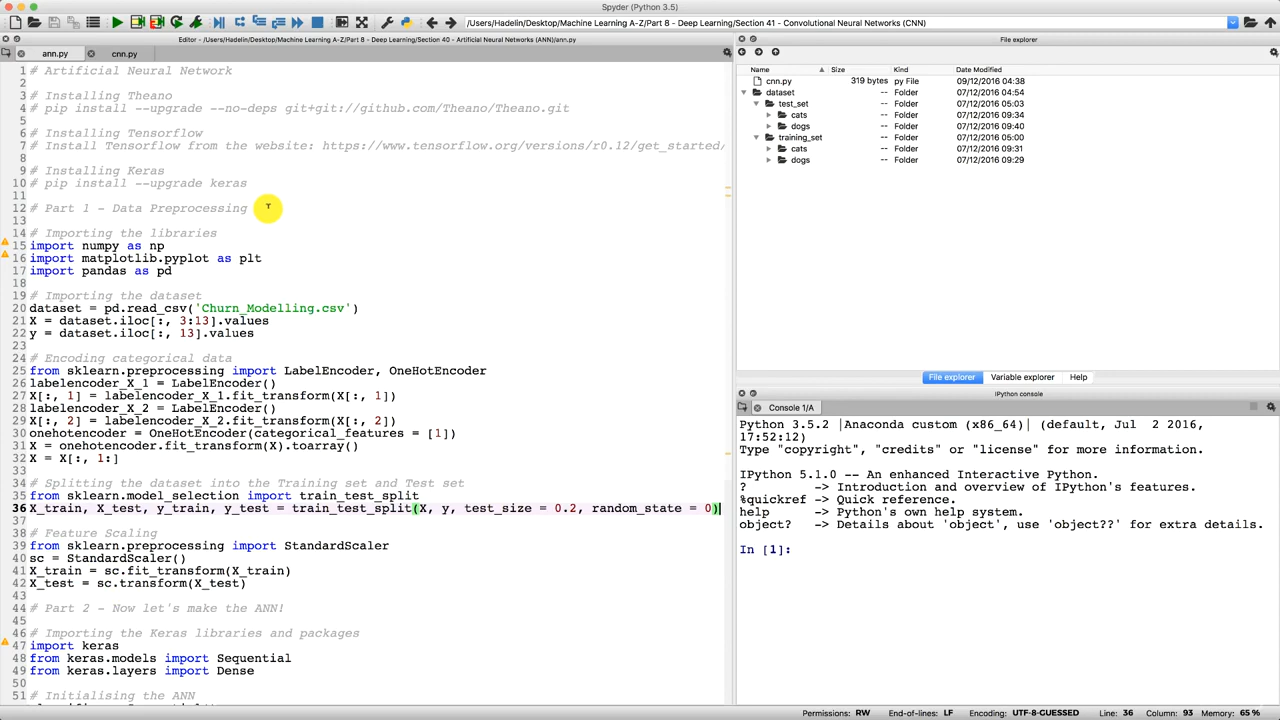 Spyder (Python 3.5)
/Users/Hadelin/Desktop/Machine Learning A-Z/Part 8 - Deep Learning/Section 41 - Convolutional Neural Networks (CNN)
Editor - /Users/Hadelin/Desktop/Machine Learning A-Z/Part 8 - Deep Learning/Section 40 - Artificial Neural Networks (ANN)/ann.py
ann.py cnn.py
1 # Artificial Neural Network
2
3 # Installing Theano
4 # pip install --upgrade --no-deps git+git://github.com/Theano/Theano.git
5
6 # Installing Tensorflow
7 # Install Tensorflow from the website: https://www.tensorflow.org/versions/r0.12/get_started/
8
9 # Installing Keras
10 # pip install --upgrade keras
11
12 # Part 1 - Data Preprocessing
13
14 # Importing the libraries
15 import numpy as np
16 import matplotlib.pyplot as plt
17 import pandas as pd
18
19 # Importing the dataset
20 dataset = pd.read_csv('Churn_Modelling.csv')
21 X = dataset.iloc[:, 3:13].values
22 y = dataset.iloc[:, 13].values
23
24 # Encoding categorical data
25 from sklearn.preprocessing import LabelEncoder, OneHotEncoder
26 labelencoder_X_1 = LabelEncoder()
27 X[:, 1] = labelencoder_X_1.fit_transform(X[:, 1])
28 labelencoder_X_2 = LabelEncoder()
29 X[:, 2] = labelencoder_X_2.fit_transform(X[:, 2])
30 onehotencoder = OneHotEncoder(categorical_features = [1])
31 X = onehotencoder.fit_transform(X).toarray()
32 X = X[:, 1:]
33
34 # Splitting the dataset into the Training set and Test set
35 from sklearn.model_selection import train_test_split
36 X_train, X_test, y_train, y_test = train_test_split(X, y, test_size = 0.2, random_state = 0)
37
38 # Feature Scaling
39 from sklearn.preprocessing import StandardScaler
40 sc = StandardScaler()
41 X_train = sc.fit_transform(X_train)
42 X_test = sc.transform(X_test)
43
44 # Part 2 - Now let's make the ANN!
45
46 # Importing the Keras libraries and packages
47 import keras
48 from keras.models import Sequential
49 from keras.layers import Dense
50
51 # Initialising the ANN
File explorer
Name Size Kind Date Modified
cnn.py 319 bytes py File 09/12/2016 04:38
dataset -- Folder 07/12/2016 04:54
test_set -- Folder 07/12/2016 05:03
cats -- Folder 07/12/2016 09:34
dogs -- Folder 07/12/2016 09:40
training_set -- Folder 07/12/2016 05:00
cats -- Folder 07/12/2016 09:31
dogs -- Folder 07/12/2016 09:29
File explorer Variable explorer Help
IPython console
Console 1/A
Python 3.5.2 |Anaconda custom (x86_64)| (default, Jul 2 2016,
17:52:12)
Type "copyright", "credits" or "license" for more information.
IPython 5.1.0 -- An enhanced Interactive Python.
? -> Introduction and overview of IPython's features.
%quickref -> Quick reference.
help -> Python's own help system.
object? -> Details about 'object', use 'object??' for extra details.
In [1]:
Permissions: RW End-of-lines: LF Encoding: UTF-8-GUESSED Line: 36 Column: 93 Memory: 65 %